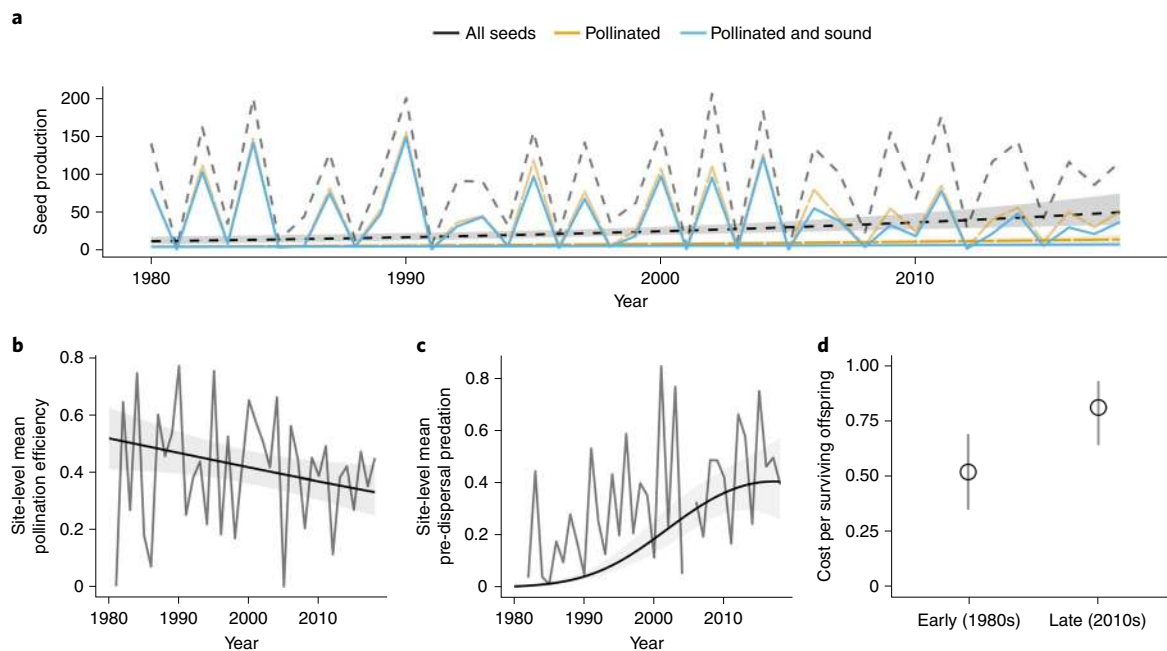 a
All seeds Pollinated Pollinated and sound
Seed production
200
150
100
50
0
1980 1990 2000 2010
Year
b
Site-level mean
pollination efficiency
0.8
0.6
0.4
0.2
0
1980 1990 2000 2010
Year
c
Site-level mean
pre-dispersal predation
0.8
0.6
0.4
0.2
0
1980 1990 2000 2010
Year
d
Cost per surviving offspring
1.00
0.75
0.50
0.25
0
Early (1980s) Late (2010s)